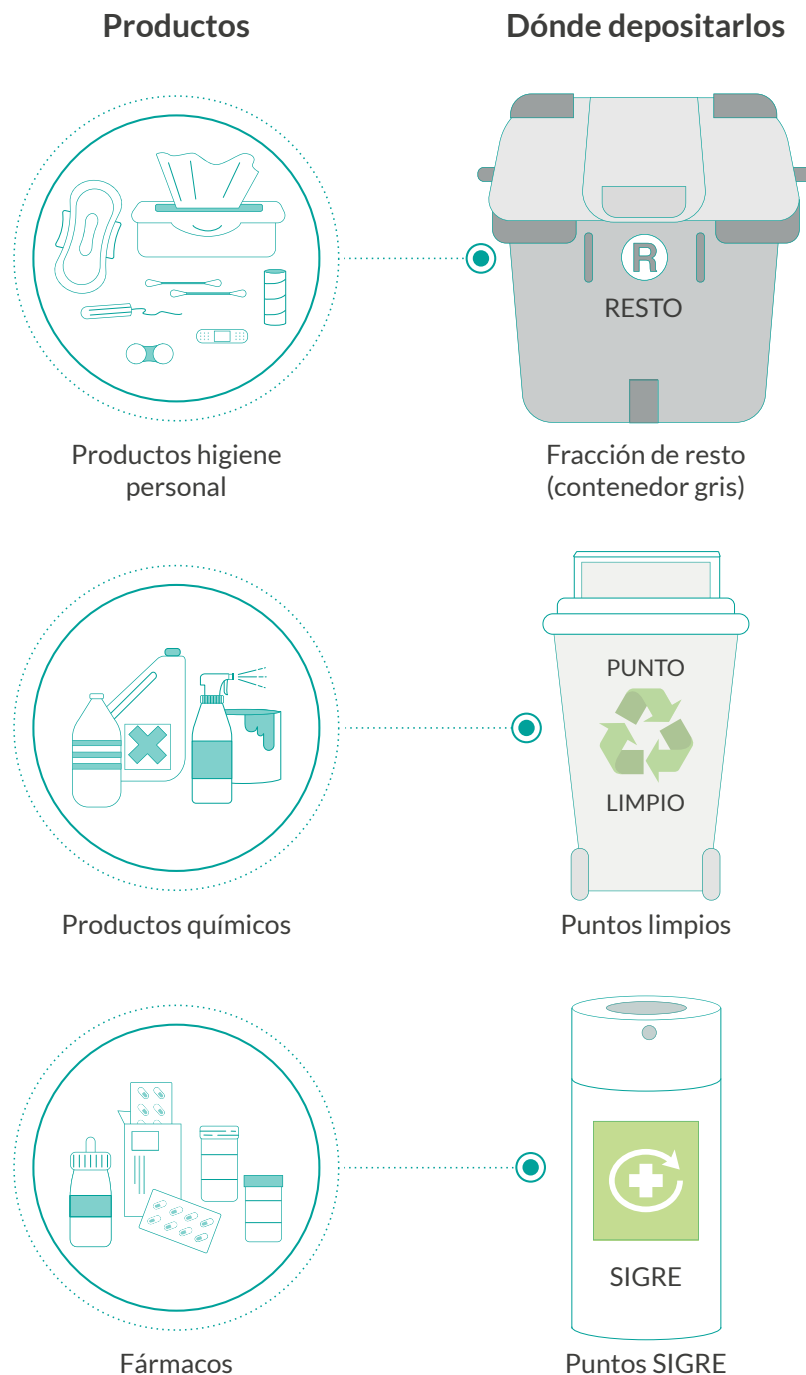 Productos
Dónde depositarlos
R
RESTO
Productos higiene
personal
Fracción de resto
(contenedor gris)
PUNTO
LIMPIO
Productos químicos
Puntos limpios
SIGRE
Fármacos
Puntos SIGRE